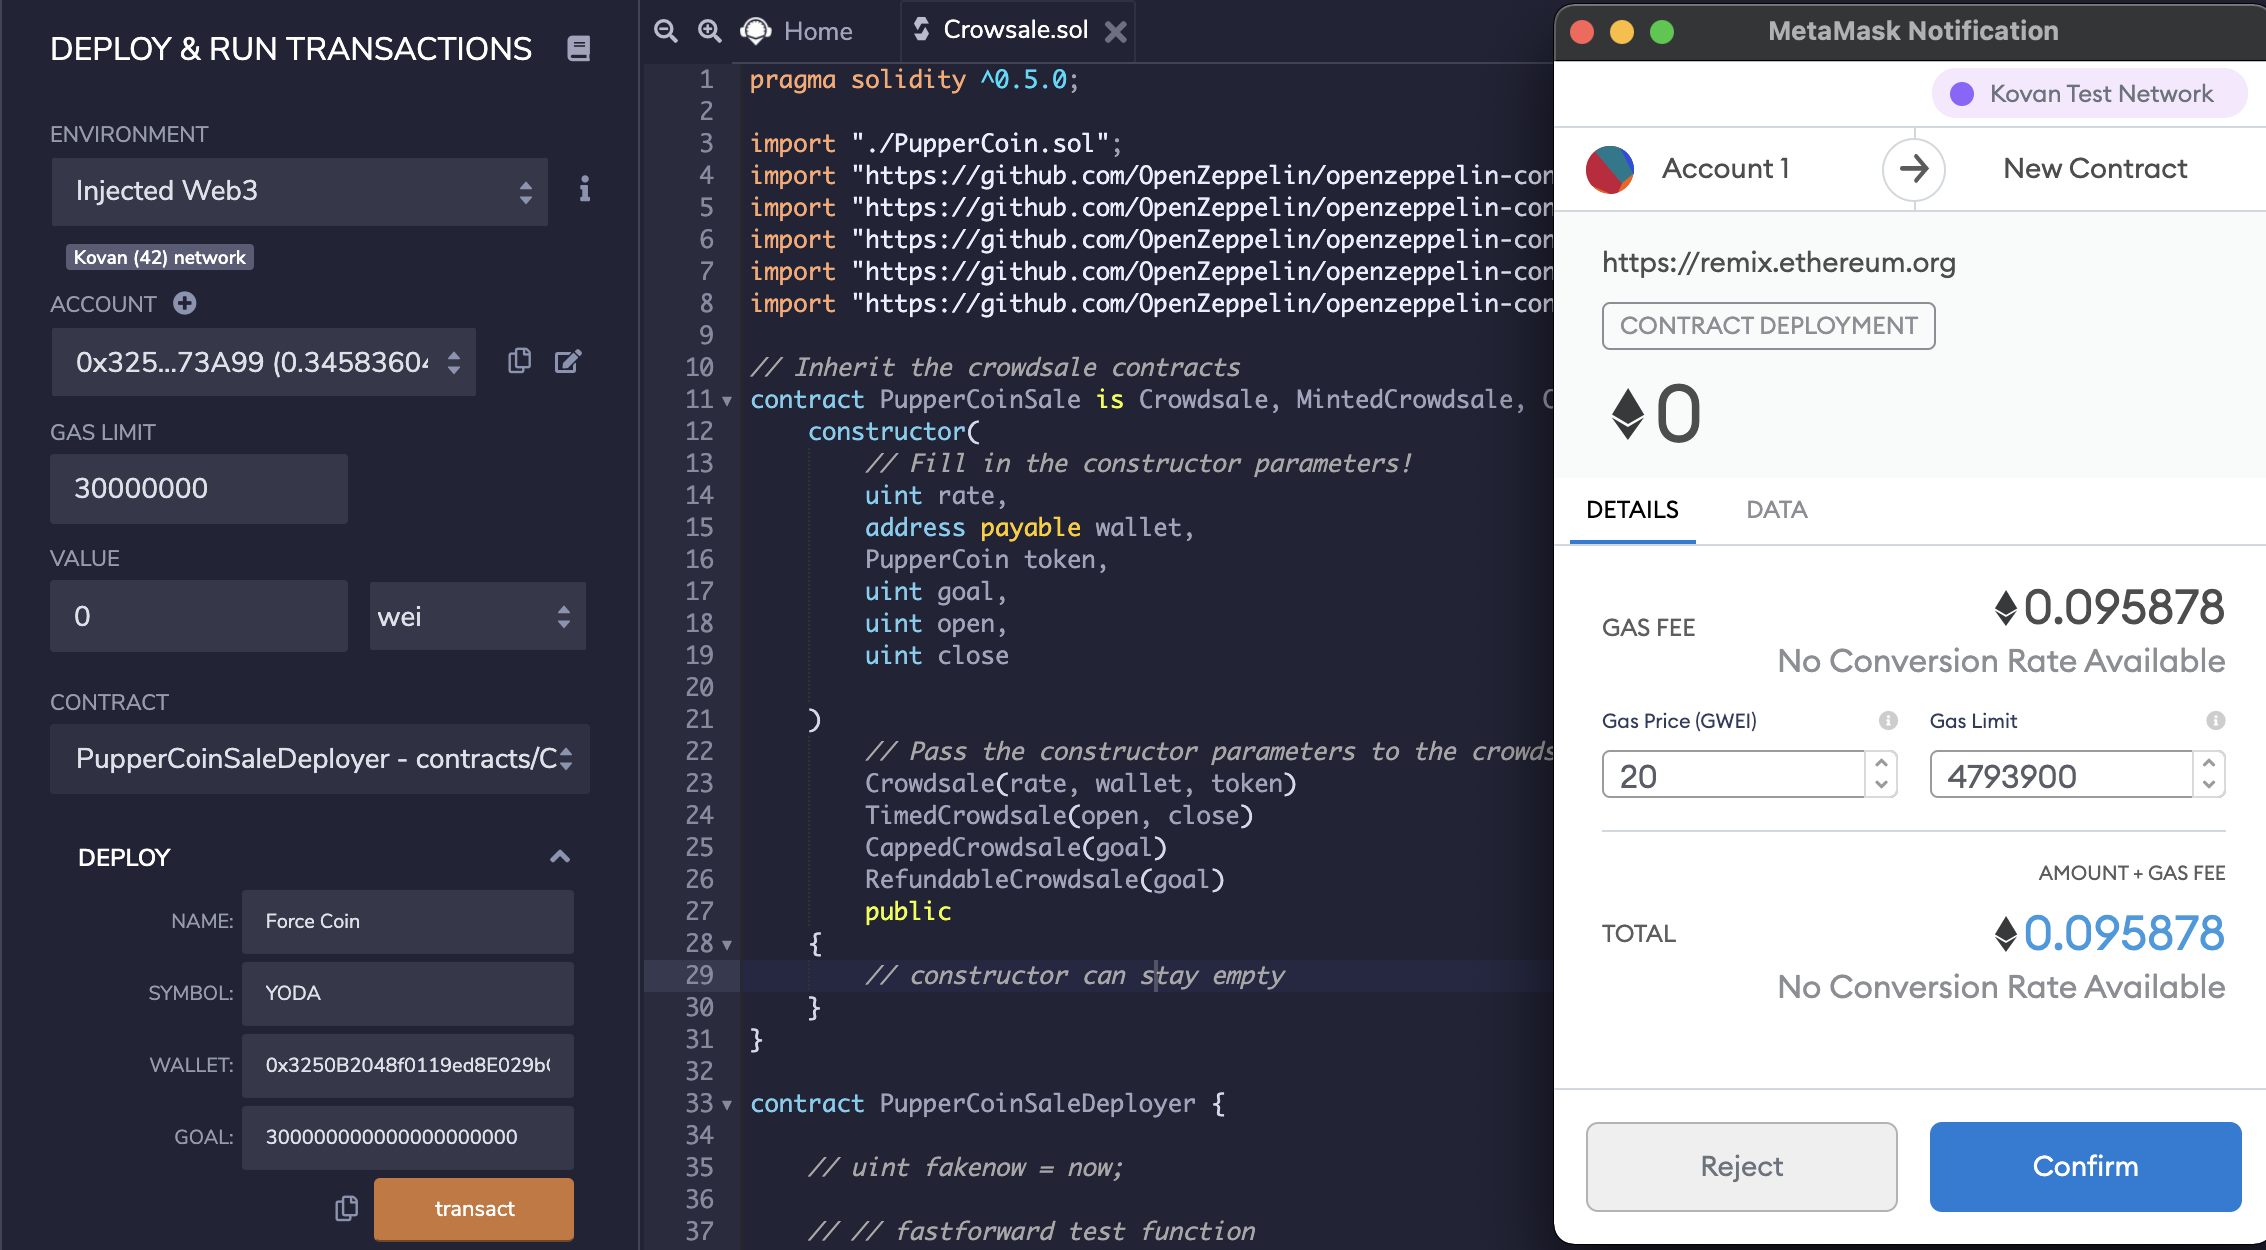 DEPLOY & RUN TRANSACTIONS
ENVIRONMENT
Injected Web3
Kovan (42) network
ACCOUNT
0x325...73A99 (0.34583604
GAS LIMIT
30000000
VALUE
0
wei
CONTRACT
PupperCoinSaleDeployer - contracts/C
DEPLOY
NAME:
Force Coin
SYMBOL:
YODA
WALLET:
0x3250B2048f0119ed8E029b
GOAL:
300000000000000000000
transact
Home
Crowsale.sol
1 pragma solidity ^0.5.0;
2
3 import "./PupperCoin.sol";
4 import "https://github.com/OpenZeppelin/openzeppelin-con
5 import "https://github.com/OpenZeppelin/openzeppelin-con
6 import "https://github.com/OpenZeppelin/openzeppelin-con
7 import "https://github.com/OpenZeppelin/openzeppelin-con
8 import "https://github.com/OpenZeppelin/openzeppelin-con
9
10 // Inherit the crowdsale contracts
11 contract PupperCoinSale is Crowdsale, MintedCrowdsale, C
12 constructor(
13 // Fill in the constructor parameters!
14 uint rate,
15 address payable wallet,
16 PupperCoin token,
17 uint goal,
18 uint open,
19 uint close
20
21 )
22 // Pass the constructor parameters to the crowds
23 Crowdsale(rate, wallet, token)
24 TimedCrowdsale(open, close)
25 CappedCrowdsale(goal)
26 RefundableCrowdsale(goal)
27 public
28 {
29 // constructor can stay empty
30 }
31 }
32
33 contract PupperCoinSaleDeployer {
34
35 // uint fakenow = now;
36
37 // // fastforward test function
MetaMask Notification
Kovan Test Network
Account 1
New Contract
https://remix.ethereum.org
CONTRACT DEPLOYMENT
0
DETAILS
DATA
GAS FEE
0.095878
No Conversion Rate Available
Gas Price (GWEI)
Gas Limit
20
4793900
AMOUNT + GAS FEE
TOTAL
0.095878
No Conversion Rate Available
Reject
Confirm